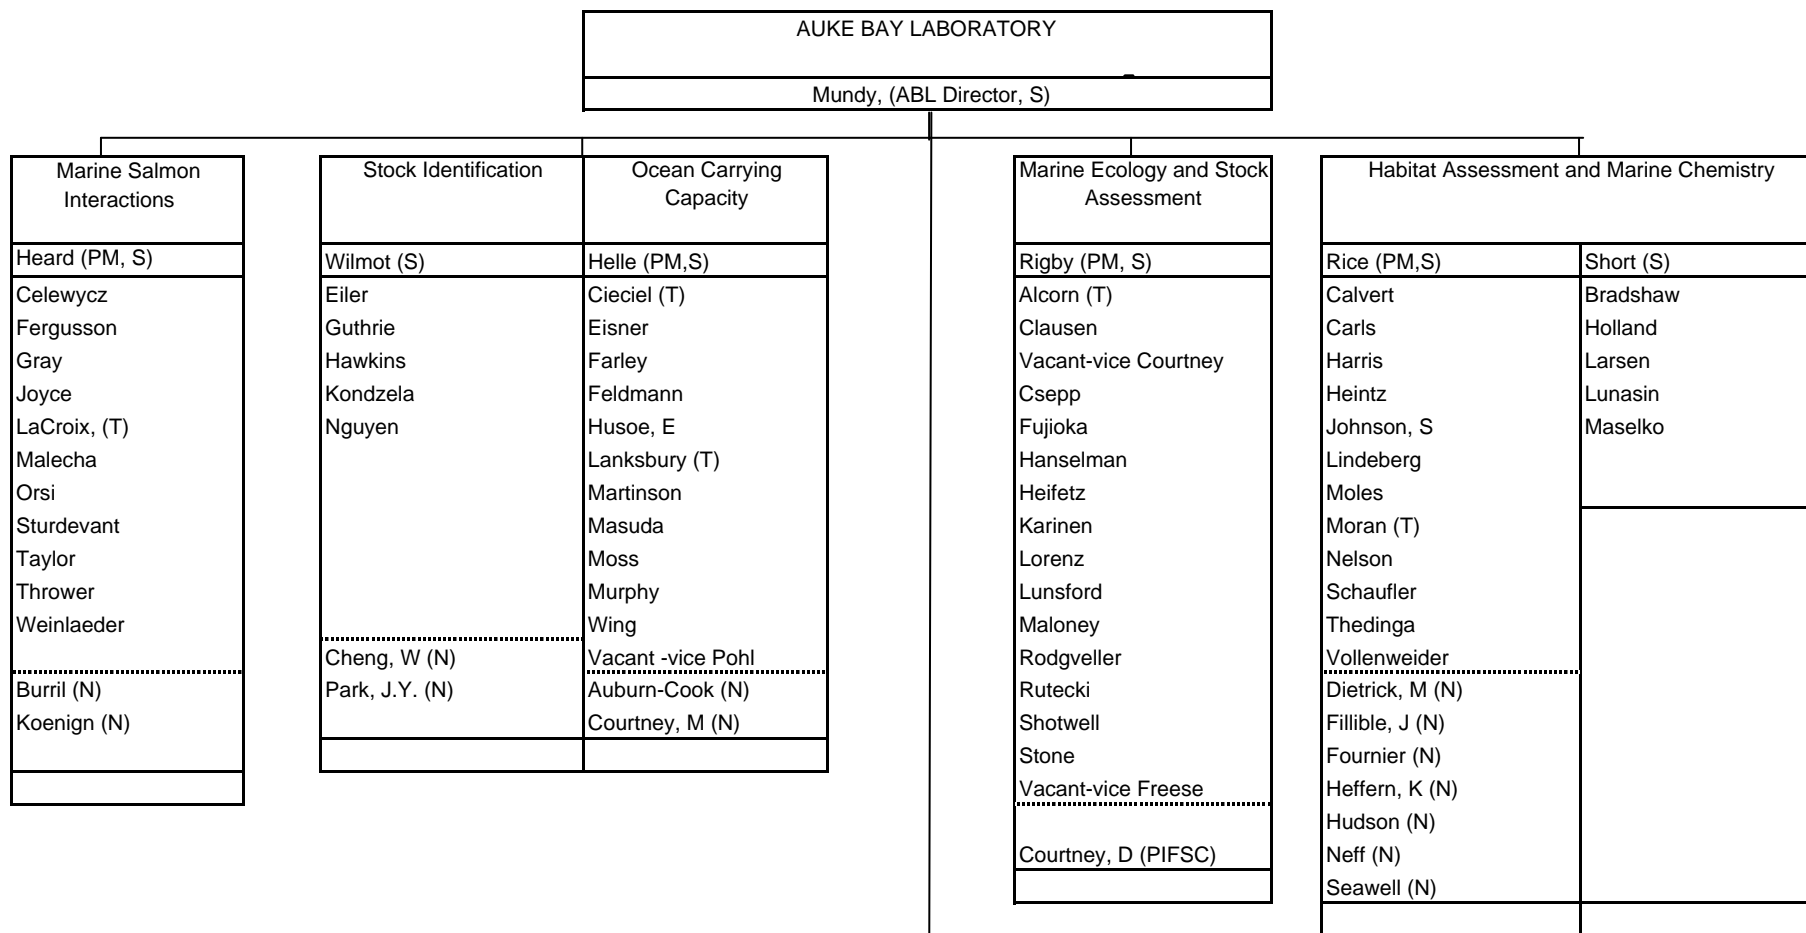 AUKE BAY LABORATORY
Mundy, (ABL Director, S)
Marine Salmon
Interactions
Heard (PM, S)
Celewycz
Fergusson
Gray
Joyce
LaCroix, (T)
Malecha
Orsi
Sturdevant
Taylor
Thrower
Weinlaeder
Burril (N)
Koenign (N)
Stock Identification
Wilmot (S)
Eiler
Guthrie
Hawkins
Kondzela
Nguyen
Cheng, W (N)
Park, J.Y. (N)
Ocean Carrying
Capacity
Helle (PM,S)
Cieciel (T)
Eisner
Farley
Feldmann
Husoe, E
Lanksbury (T)
Martinson
Masuda
Moss
Murphy
Wing
Vacant -vice Pohl
Auburn-Cook (N)
Courtney, M (N)
Marine Ecology and Stock
Assessment
Rigby (PM, S)
Alcorn (T)
Clausen
Vacant-vice Courtney
Csepp
Fujioka
Hanselman
Heifetz
Karinen
Lorenz
Lunsford
Maloney
Rodgveller
Rutecki
Shotwell
Stone
Vacant-vice Freese
Courtney, D (PIFSC)
Habitat Assessment and Marine Chemistry
Rice (PM,S)
Calvert
Carls
Harris
Heintz
Johnson, S
Lindeberg
Moles
Moran (T)
Nelson
Schaufler
Thedinga
Vollenweider
Dietrick, M (N)
Fillible, J (N)
Fournier (N)
Heffern, K (N)
Hudson (N)
Neff (N)
Seawell (N)
Short (S)
Bradshaw
Holland
Larsen
Lunasin
Maselko